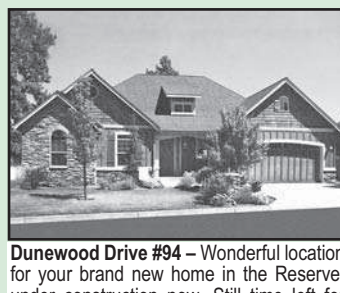 Dunewood Drive #94 – Wonderful location
for your brand new home in the Reserve
under construction now. Still time left for